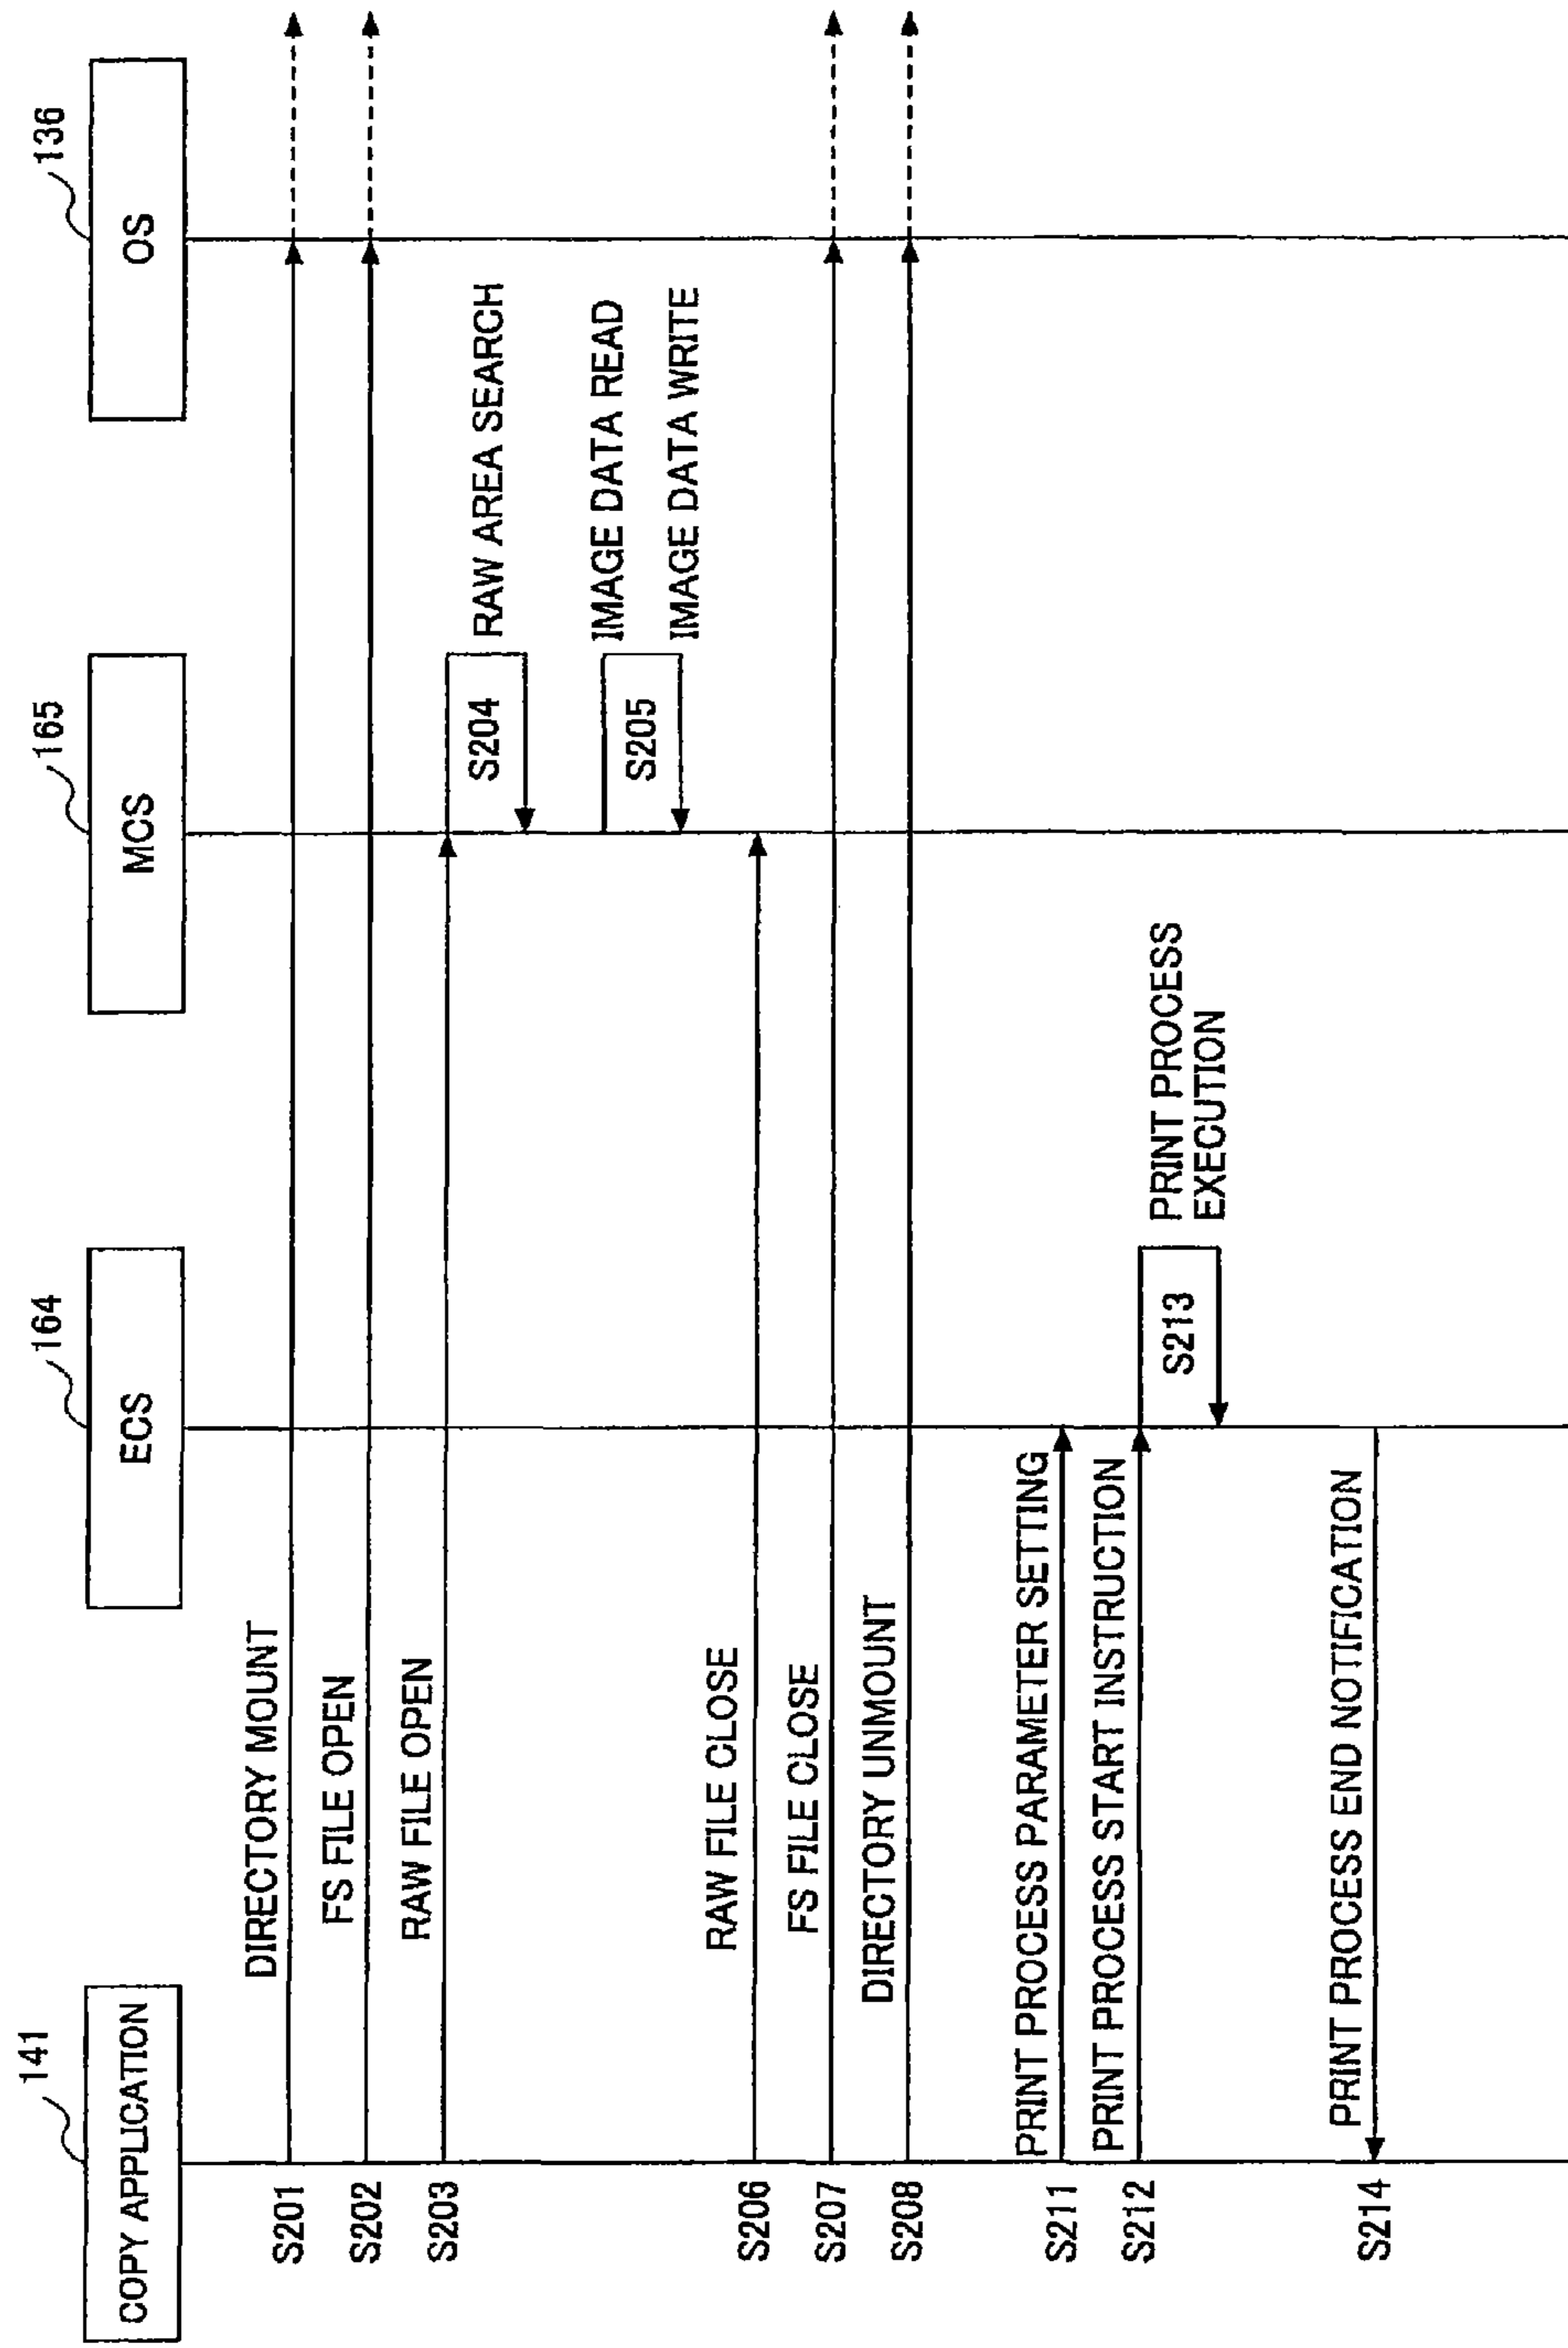 COPY APPLICATION
141
ECS
164
MCS
165
OS
136
S201
DIRECTORY MOUNT
S202
FS FILE OPEN
S203
RAW FILE OPEN
S204
RAW AREA SEARCH
S205
IMAGE DATA READ
IMAGE DATA WRITE
S206
RAW FILE CLOSE
S207
FS FILE CLOSE
S208
DIRECTORY UNMOUNT
S211
PRINT PROCESS PARAMETER SETTING
S212
PRINT PROCESS START INSTRUCTION
S213
PRINT PROCESS
EXECUTION
S214
PRINT PROCESS END NOTIFICATION